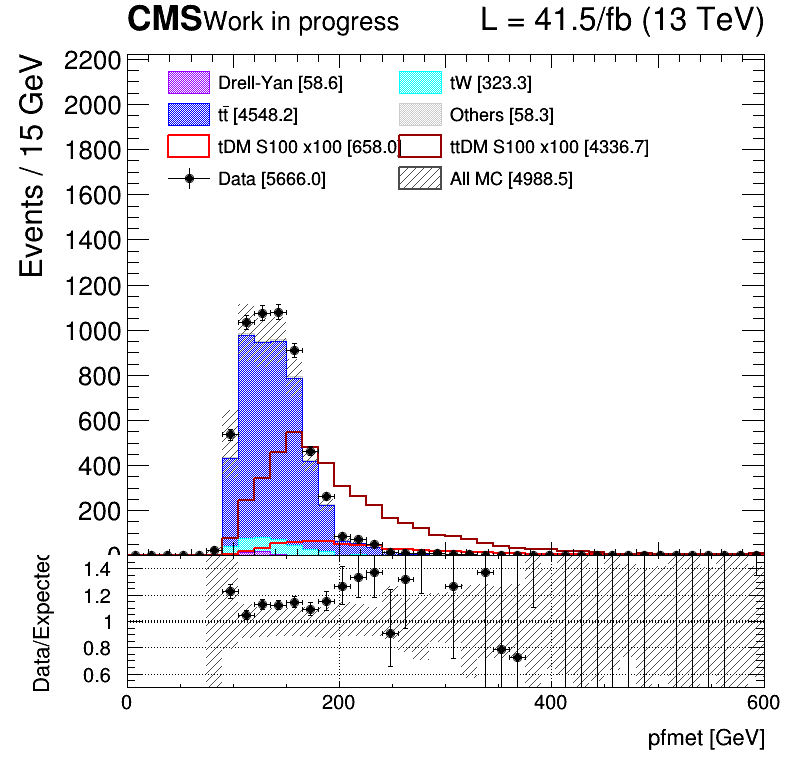 CMS Work in progress L = 41.5/fb (13 TeV)
Events / 15 GeV
2200
2000
1800
1600
1400
1200
1000
800
600
400
200
0
Drell-Yan [58.6] tW [323.3]
tt̄ [4548.2] Others [58.3]
tDM S100 x100 [658.0] ttDM S100 x100 [4336.7]
Data [5666.0] All MC [4988.5]
Data/Expected
1.4
1.2
1
0.8
0.6
0 200 400 600
pfmet [GeV]